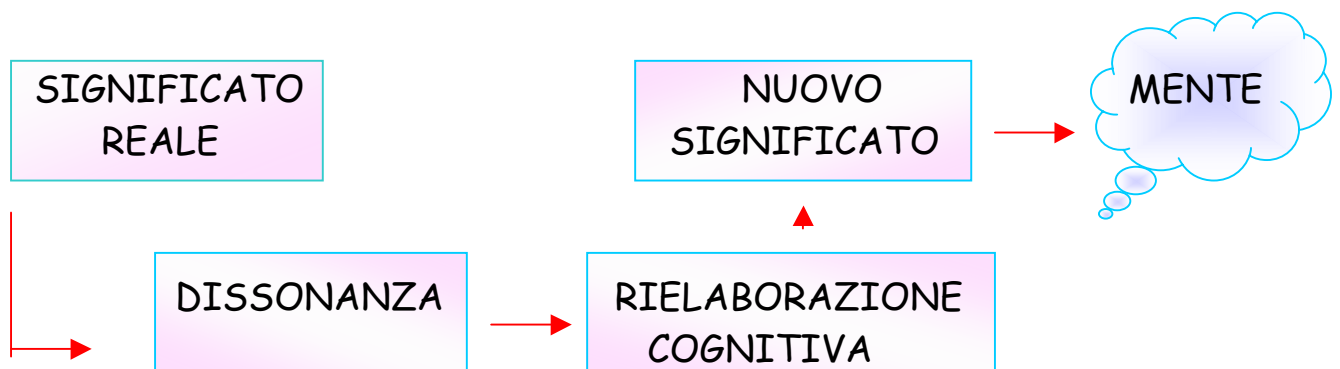 SIGNIFICATO
REALE
NUOVO
SIGNIFICATO
MENTE
DISSONANZA
RIELABORAZIONE
COGNITIVA